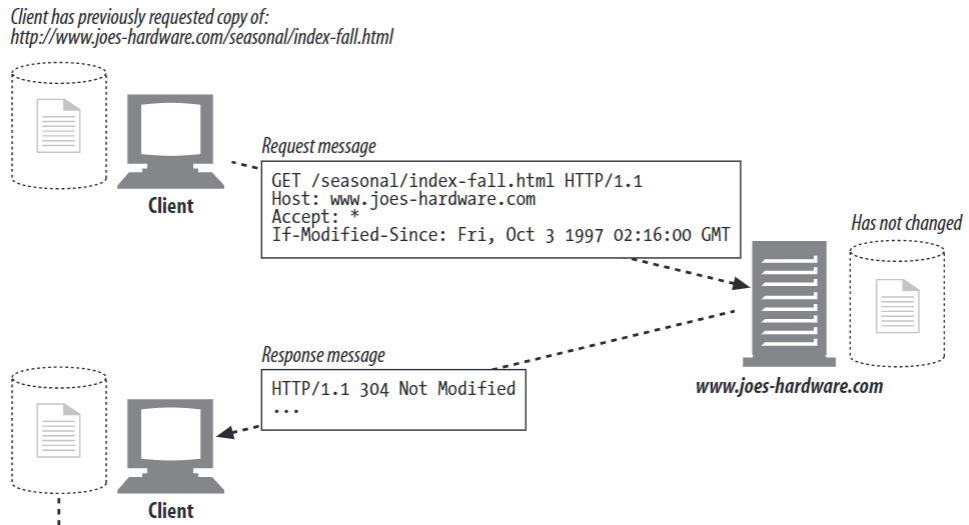 Client has previously requested copy of:
http://www.joes-hardware.com/seasonal/index-fall.html
Client
Request message
GET /seasonal/index-fall.html HTTP/1.1
Host: www.joes-hardware.com
Accept: *
If-Modified-Since: Fri, Oct 3 1997 02:16:00 GMT
Has not changed
www.joes-hardware.com
Response message
HTTP/1.1 304 Not Modified
...
Client